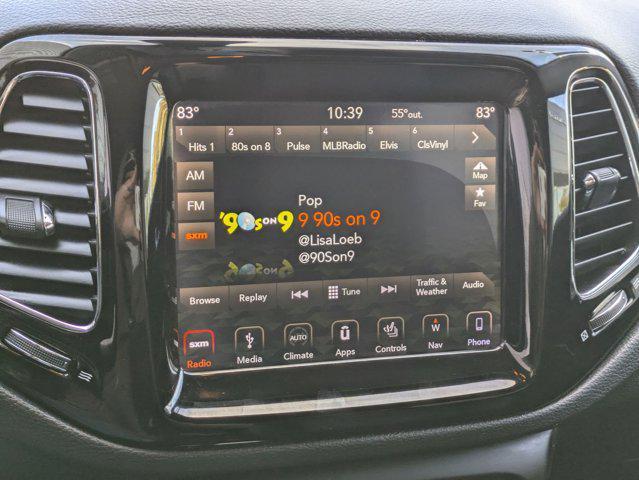 83° 10:39 55°out. 83°
1 Hits 1 2 80s on 8 3 Pulse 4 MLBRadio 5 Elvis 6 ClsVinyl
AM
FM
sxm
Map
Fav
'90s ON 9
Pop
9 90s on 9
@LisaLoeb
@90Son9
Browse Replay Tune Traffic & Weather Audio
sxm AUTO W
Radio Media Climate Apps Controls Nav Phone